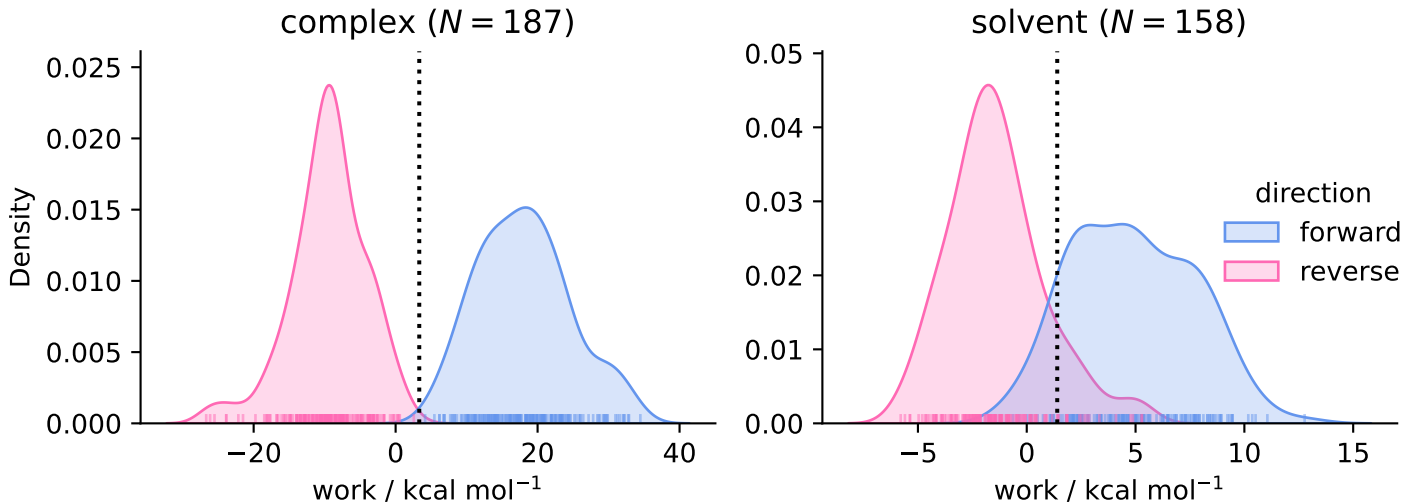 complex (N = 187)
Density
0.025
0.020
0.015
0.010
0.005
0.000
−20
0
20
40
work / kcal mol⁻¹
solvent (N = 158)
0.05
0.04
0.03
0.02
0.01
0.00
−5
0
5
10
15
work / kcal mol⁻¹
direction
forward
reverse